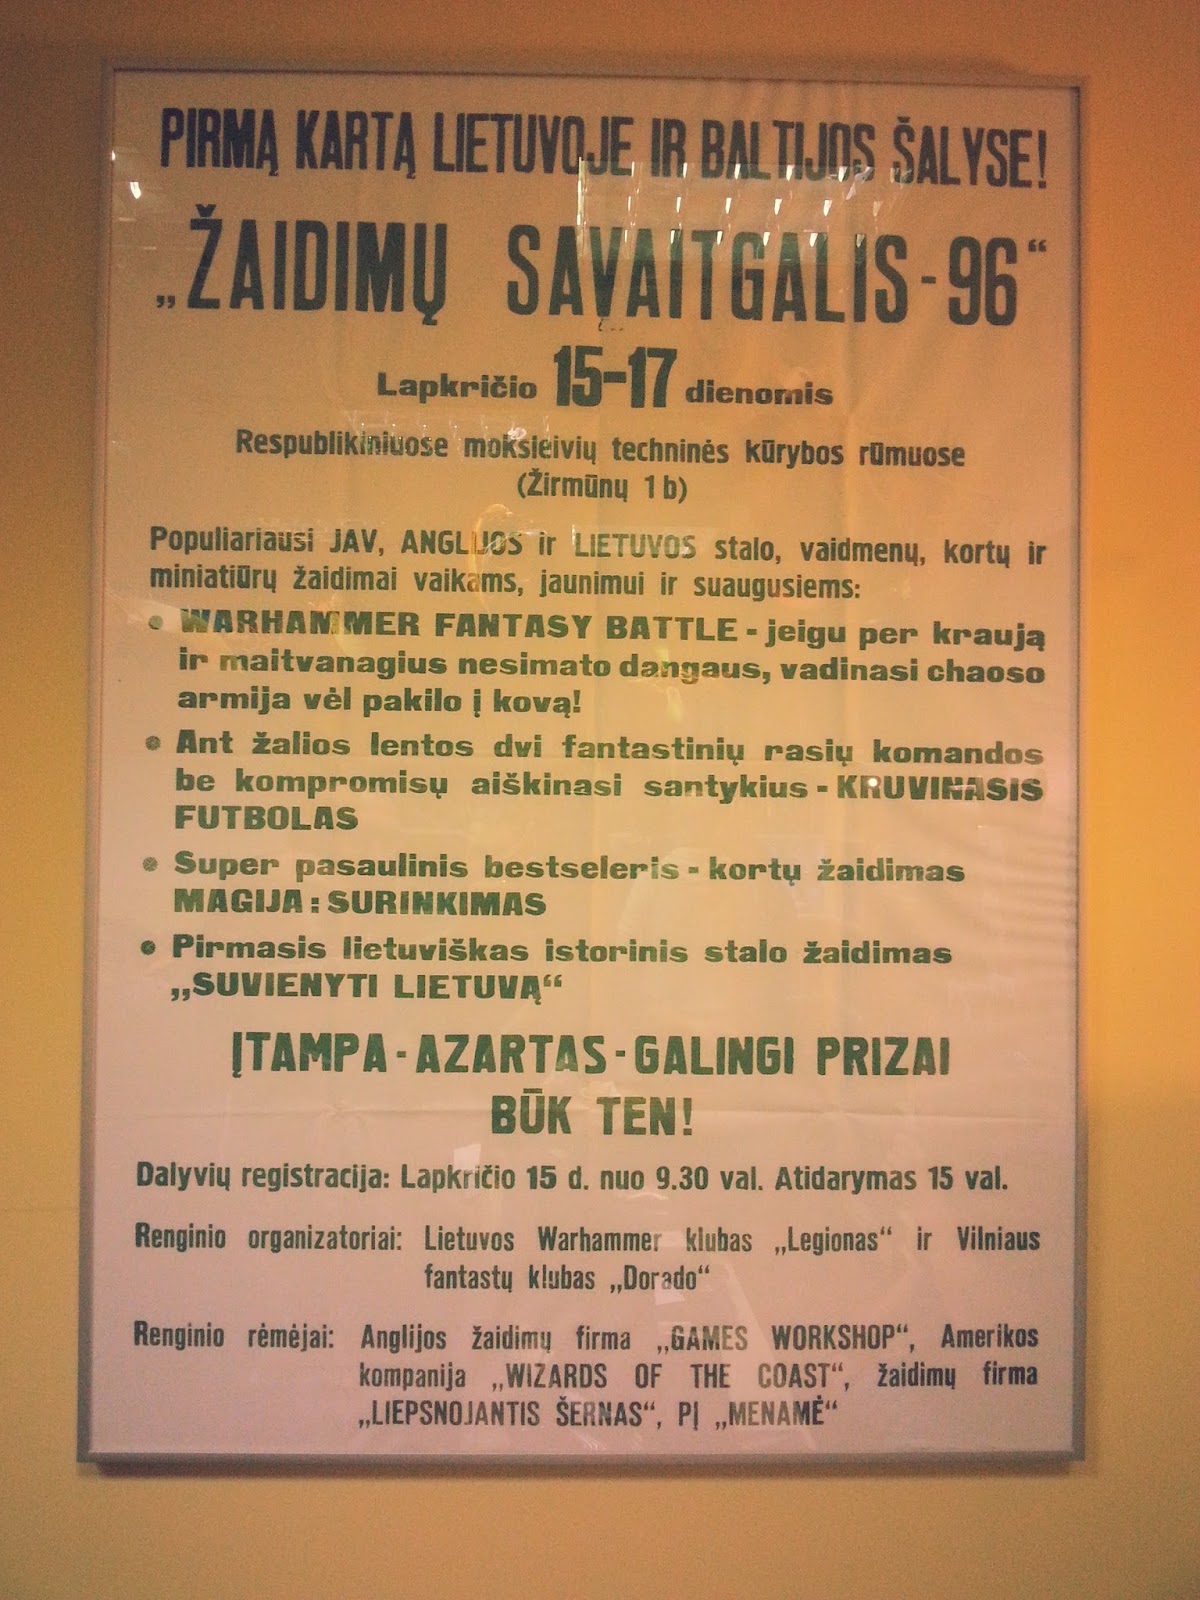 PIRMĄ KARTĄ LIETUVOJE IR BALTIJOS ŠALYSE!
„ŽAIDIMŲ SAVAITGALIS - 96“
Lapkričio 15-17 dienomis
Respublikiniuose moksleivių techninės kūrybos rūmuose
(Žirmūnų 1 b)
Populiariausi JAV, ANGLIJOS ir LIETUVOS stalo, vaidmenų, kortų ir
miniatiūrų žaidimai vaikams, jaunimui ir suaugusiems:
• WARHAMMER FANTASY BATTLE - jeigu per kraują
ir maitvanagius nesimato dangaus, vadinasi chaoso
armija vėl pakilo į kovą!
• Ant žalios lentos dvi fantastinių rasių komandos
be kompromisų aiškinasi santykius - KRUVINASIS
FUTBOLAS
• Super pasaulinis bestseleris - kortų žaidimas
MAGIJA : SURINKIMAS
• Pirmasis lietuviškas istorinis stalo žaidimas
„SUVIENYTI LIETUVĄ“
ĮTAMPA - AZARTAS - GALINGI PRIZAI
BŪK TEN!
Dalyvių registracija: Lapkričio 15 d. nuo 9.30 val. Atidarymas 15 val.
Renginio organizatoriai: Lietuvos Warhammer klubas „Legionas“ ir Vilniaus
fantastų klubas „Dorado“
Renginio rėmėjai: Anglijos žaidimų firma „GAMES WORKSHOP“, Amerikos
kompanija „WIZARDS OF THE COAST“, žaidimų firma
„LIEPSNOJANTIS ŠERNAS“, PĮ „MENAMĖ“